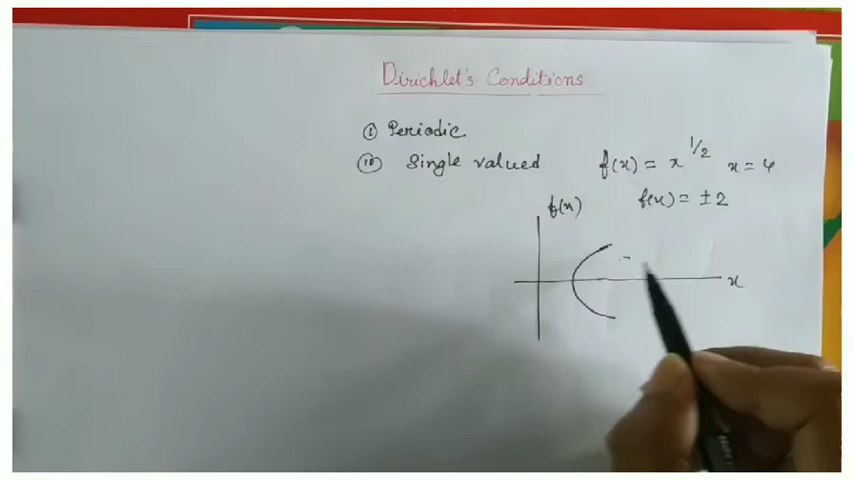 Dirichlet's Conditions
(i) Periodic
(ii) Single valued f(x) = x^1/2 x = 4
f(x) = ±2
f(x)
x